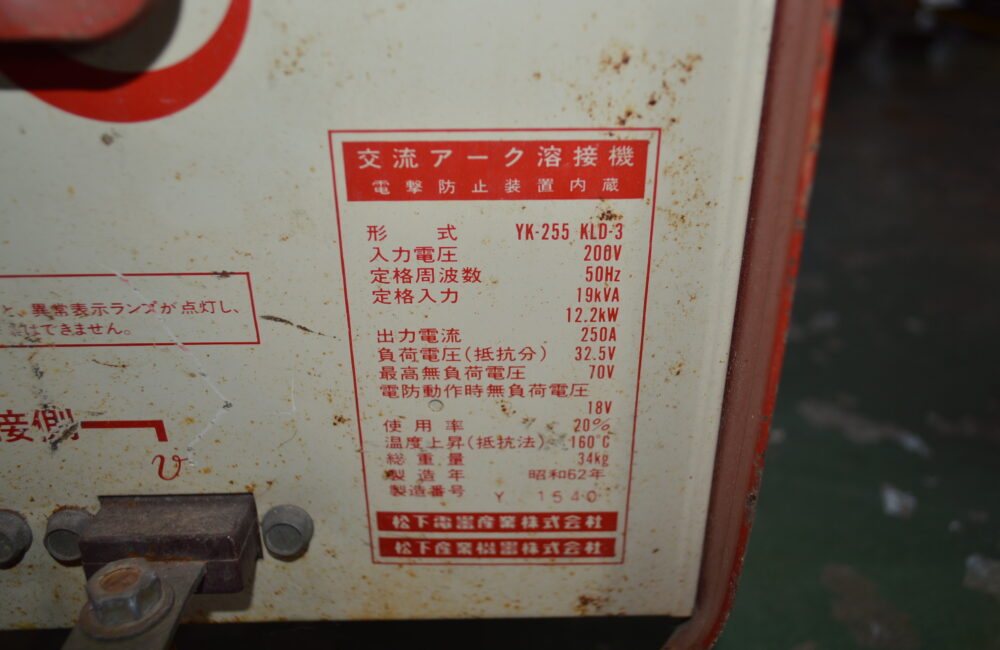 交流アーク溶接機
電撃防止装置内蔵
形 式 YK-255 KLD-3
入力電圧 200V
定格周波数 50Hz
定格入力 19kVA
12.2kW
出力電流 250A
負荷電圧(抵抗分) 32.5V
最高無負荷電圧 70V
電防動作時無負荷電圧
18V
使用率 20%
温度上昇(抵抗法) 160℃
総重量 34kg
製造年 昭和62年
製造番号 Y 1540
松下電器産業株式会社
松下産業機器株式会社
と、異常表示ランプが点灯し、
はできません。
接側
v